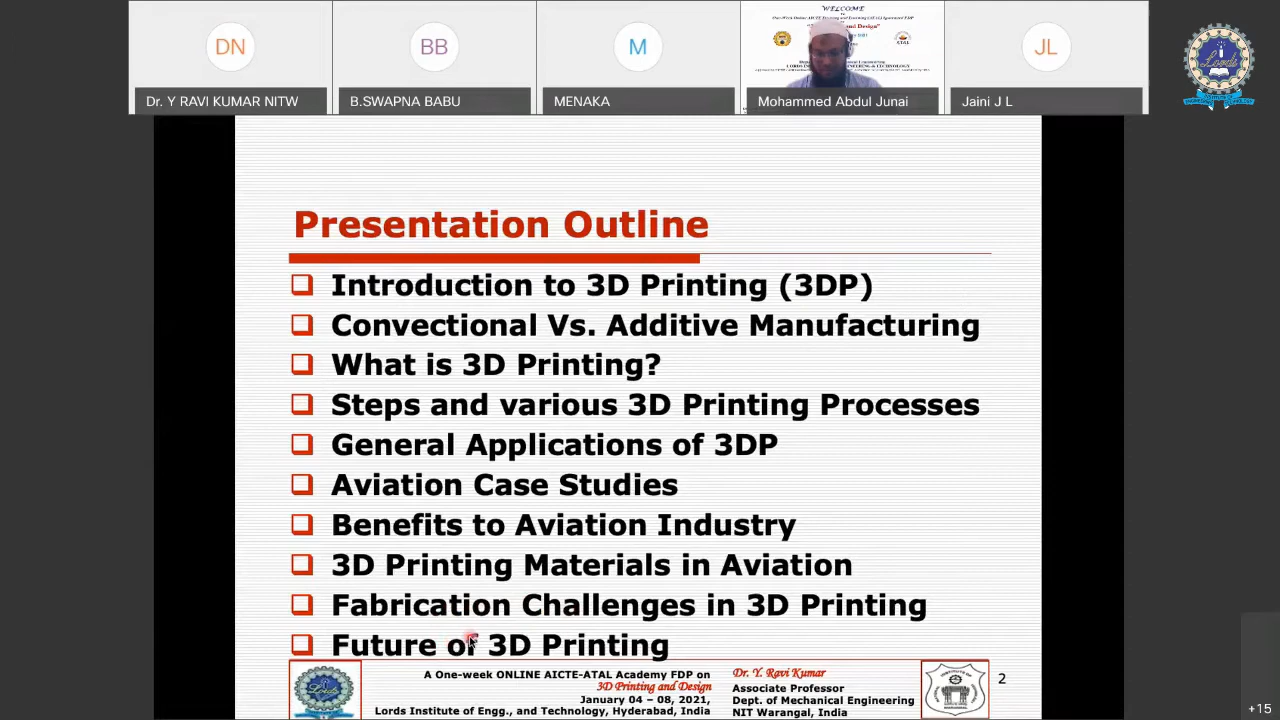 DN
BB
M
JL
WELCOME
Dr. Y RAVI KUMAR NITW
B.SWAPNA BABU
MENAKA
Mohammed Abdul Junai
Jaini J L
Lords
Presentation Outline
Introduction to 3D Printing (3DP)
Convectional Vs. Additive Manufacturing
What is 3D Printing?
Steps and various 3D Printing Processes
General Applications of 3DP
Aviation Case Studies
Benefits to Aviation Industry
3D Printing Materials in Aviation
Fabrication Challenges in 3D Printing
Future of 3D Printing
Lords
A One-week ONLINE AICTE-ATAL Academy FDP on
3D Printing and Design
January 04 – 08, 2021,
Lords Institute of Engg., and Technology, Hyderabad, India
Dr. Y. Ravi Kumar
Associate Professor
Dept. of Mechanical Engineering
NIT Warangal, India
2
+15